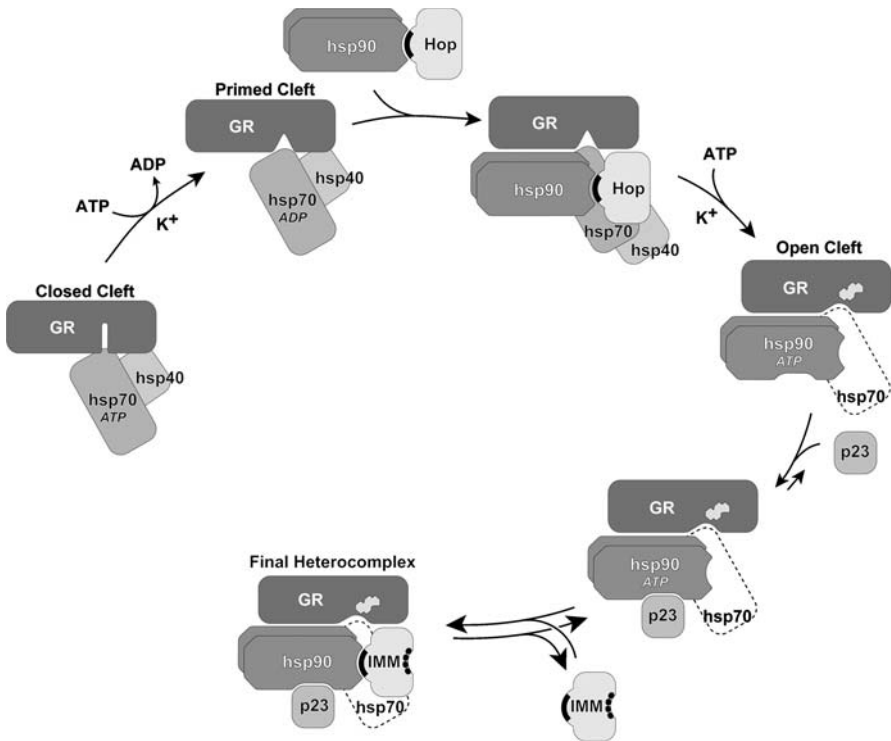 hsp90
Hop
Primed Cleft
GR
hsp40
hsp70
ADP
ADP
ATP
K+
Closed Cleft
GR
hsp40
hsp70
ATP
GR
hsp90
Hop
hsp70
hsp40
ATP
K+
Open Cleft
GR
hsp90
ATP
hsp70
p23
GR
hsp90
ATP
p23
hsp70
Final Heterocomplex
GR
hsp90
IMM
p23
hsp70
IMM